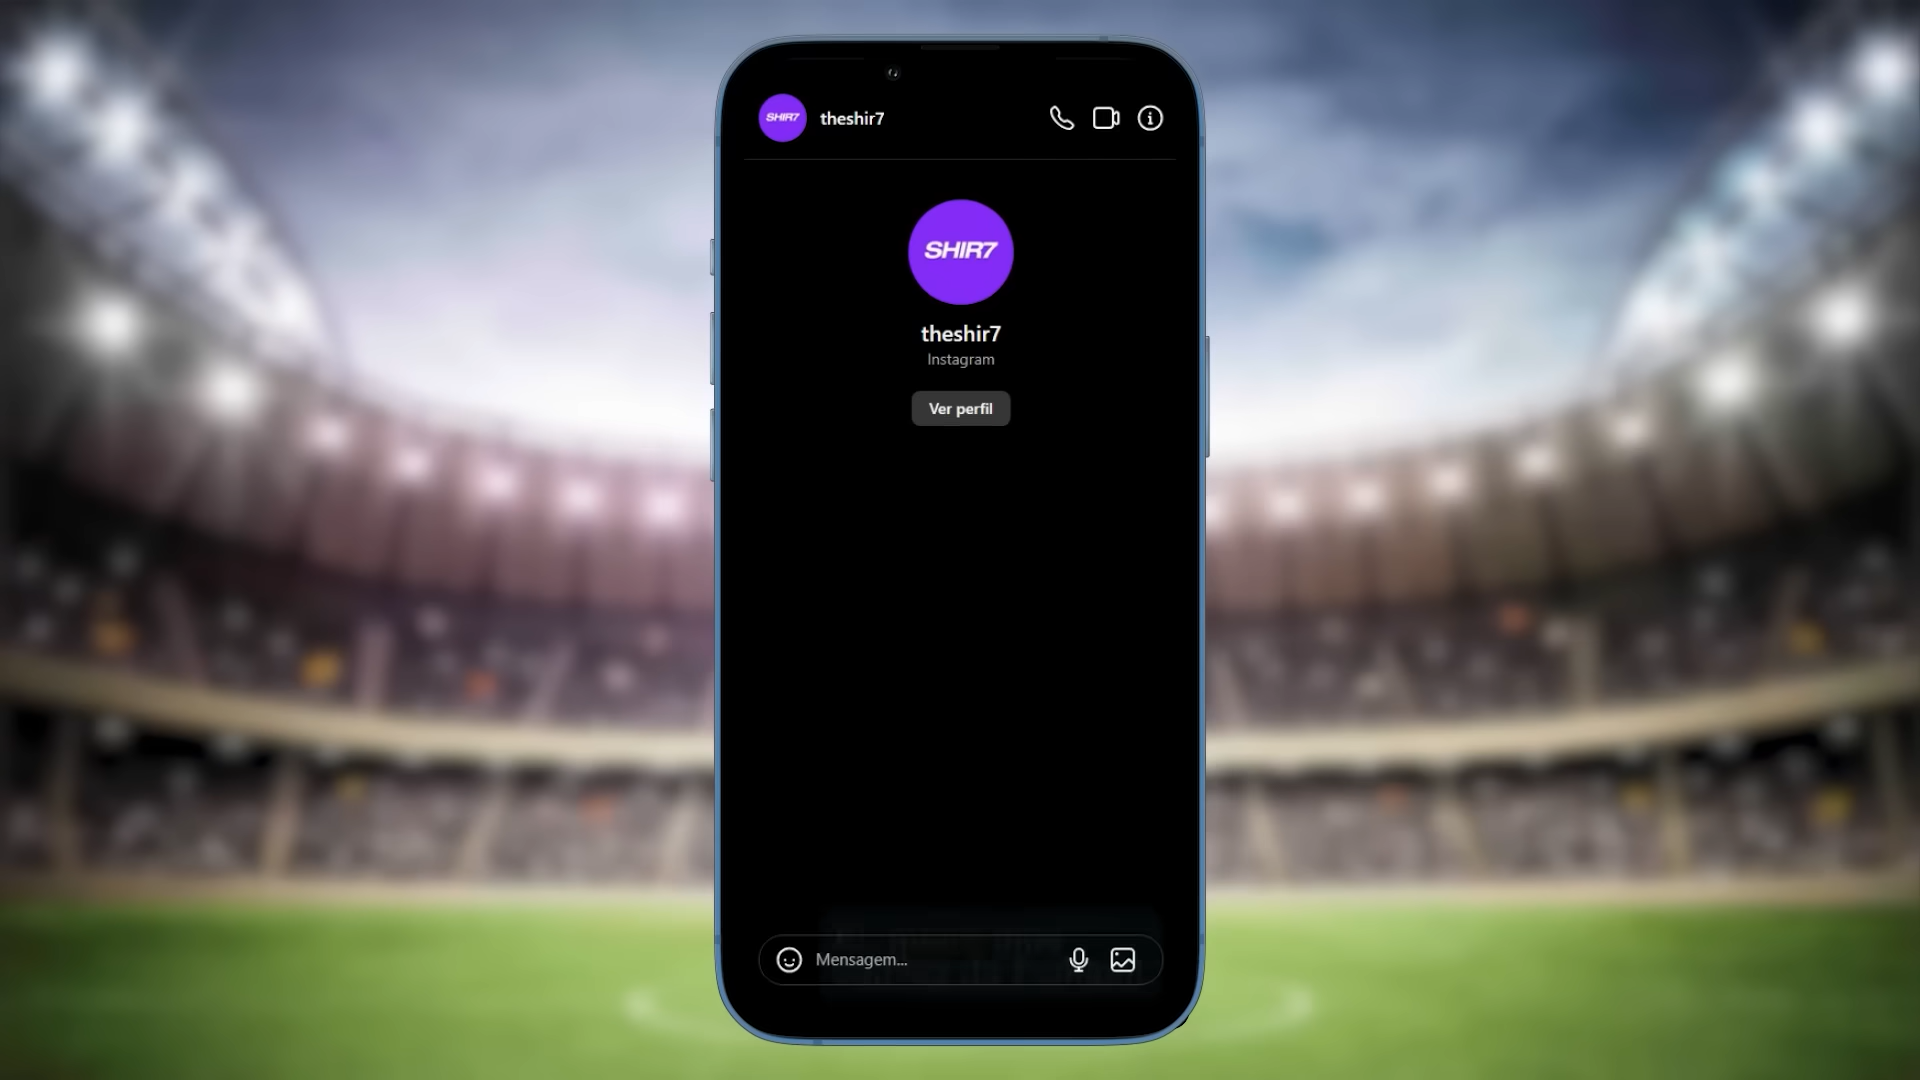 SHIR7
theshir7
SHIR7
theshir7
Instagram
Ver perfil
Mensagem...